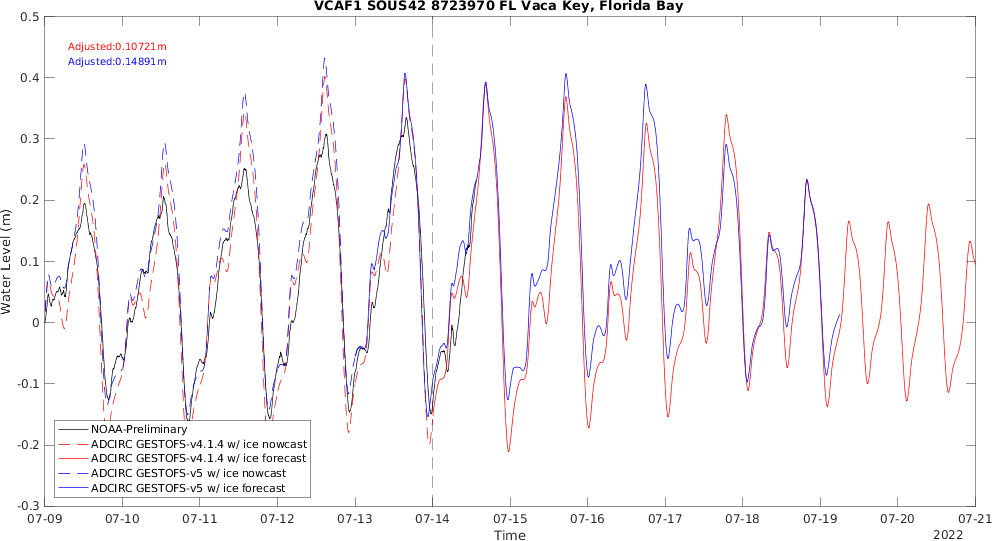 VCAF1 SOUS42 8723970 FL Vaca Key, Florida Bay
0.5
0.4
0.3
0.2
0.1
0
-0.1
-0.2
-0.3
Water Level (m)
Adjusted:0.10721m
Adjusted:0.14891m
NOAA-Preliminary
ADCIRC GESTOFS-v4.1.4 w/ ice nowcast
ADCIRC GESTOFS-v4.1.4 w/ ice forecast
ADCIRC GESTOFS-v5 w/ ice nowcast
ADCIRC GESTOFS-v5 w/ ice forecast
07-09 07-10 07-11 07-12 07-13 07-14 07-15 07-16 07-17 07-18 07-19 07-20 07-21
Time
2022